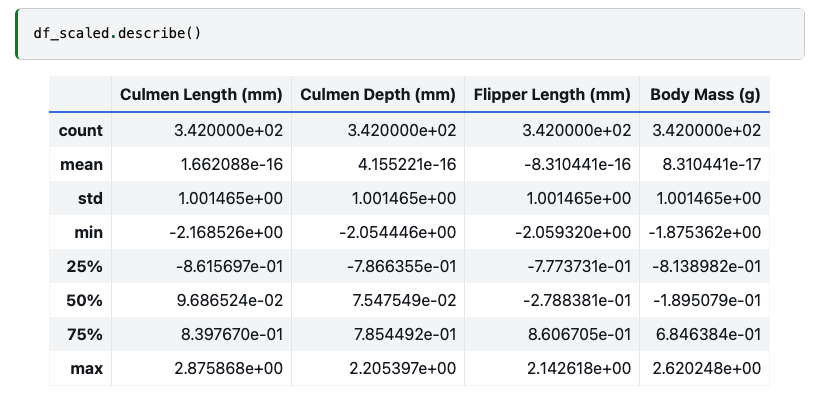 df_scaled.describe()
Culmen Length (mm) Culmen Depth (mm) Flipper Length (mm) Body Mass (g)
count 3.420000e+02 3.420000e+02 3.420000e+02 3.420000e+02
mean 1.662088e-16 4.155221e-16 -8.310441e-16 8.310441e-17
std 1.001465e+00 1.001465e+00 1.001465e+00 1.001465e+00
min -2.168526e+00 -2.054446e+00 -2.059320e+00 -1.875362e+00
25% -8.615697e-01 -7.866355e-01 -7.773731e-01 -8.138982e-01
50% 9.686524e-02 7.547549e-02 -2.788381e-01 -1.895079e-01
75% 8.397670e-01 7.854492e-01 8.606705e-01 6.846384e-01
max 2.875868e+00 2.205397e+00 2.142618e+00 2.620248e+00